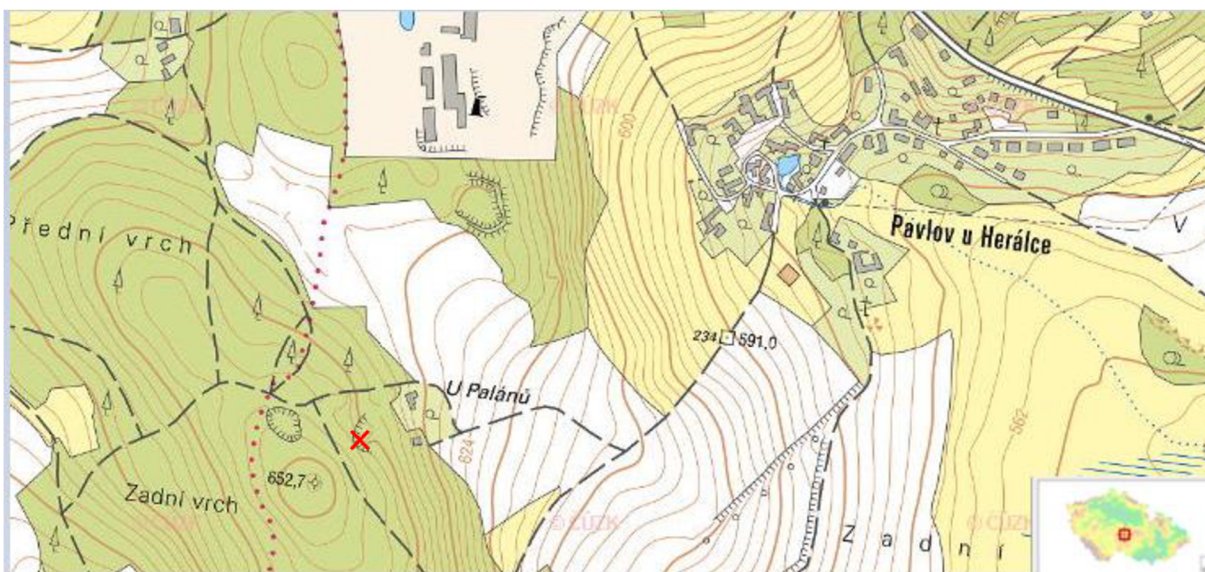 © ČÚZK
© ČÚZK
600
Přední vrch
Pavlov u Herálce
V
234
591,0
U Palánů
624
562
652,7
Zadní vrch
© ČÚZK
© ČÚZK
© ČÚZK
Zadní